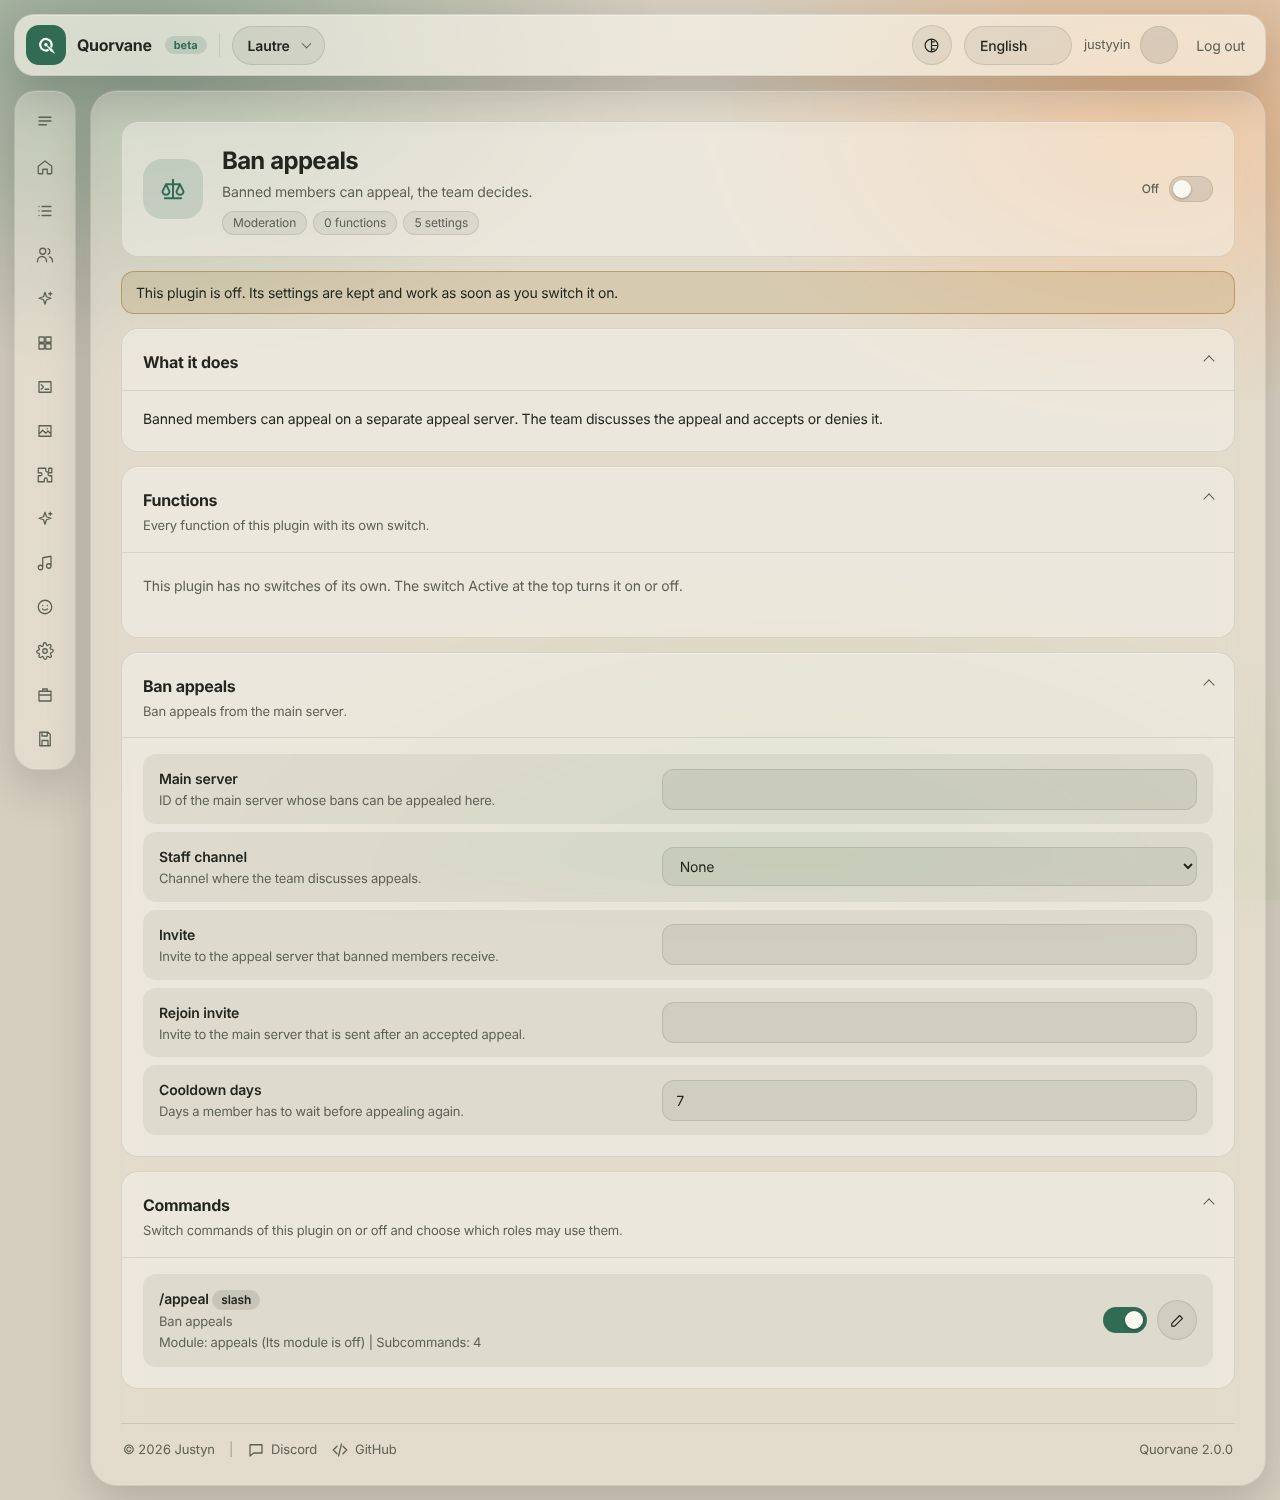 Quorvane beta Lautre English justyyin Log out
Ban appeals
Banned members can appeal, the team decides.
Off
Moderation 0 functions 5 settings
This plugin is off. Its settings are kept and work as soon as you switch it on.
What it does
Banned members can appeal on a separate appeal server. The team discusses the appeal and accepts or denies it.
Functions
Every function of this plugin with its own switch.
This plugin has no switches of its own. The switch Active at the top turns it on or off.
Ban appeals
Ban appeals from the main server.
Main server
ID of the main server whose bans can be appealed here.
Staff channel
Channel where the team discusses appeals.
None
Invite
Invite to the appeal server that banned members receive.
Rejoin invite
Invite to the main server that is sent after an accepted appeal.
Cooldown days
Days a member has to wait before appealing again.
7
Commands
Switch commands of this plugin on or off and choose which roles may use them.
/appeal slash
Ban appeals
Module: appeals (Its module is off) | Subcommands: 4
© 2026 Justyn | Discord GitHub Quorvane 2.0.0